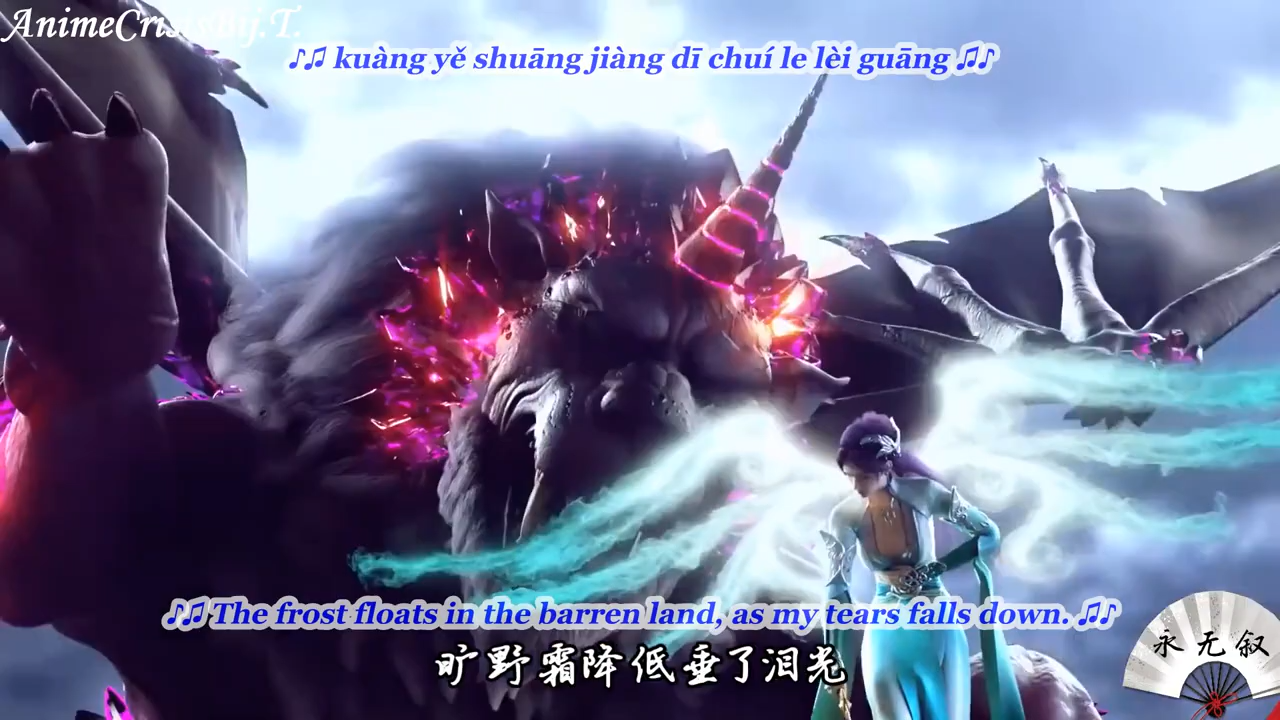 AnimeCrisisBij.T.
♪♫ kuàng yě shuāng jiàng dī chuí le lèi guāng ♫♪
♪♫ The frost floats in the barren land, as my tears falls down. ♫♪
旷野霜降低垂了泪光
永无叙